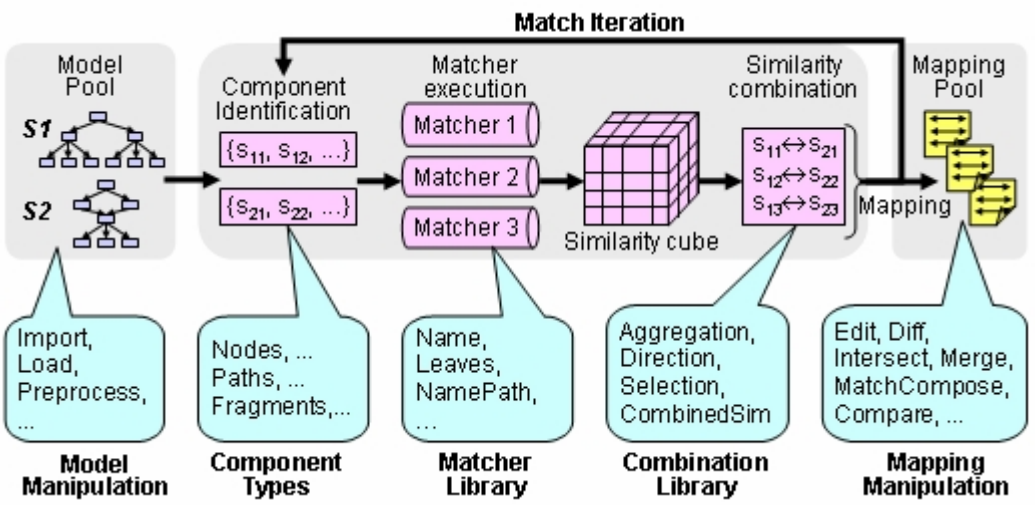 Match Iteration
Model
Pool
S1
S2
Component
Identification
{s11, s12, ...}
{s21, s22, ...}
Matcher
execution
Matcher 1
Matcher 2
Matcher 3
Similarity cube
Similarity
combination
s11↔s21
s12↔s22
s13↔s23
Mapping
Mapping
Pool
Import,
Load,
Preprocess,
...
Nodes, ...
Paths, ...
Fragments,...
Name,
Leaves,
NamePath,
...
Aggregation,
Direction,
Selection,
CombinedSim
Edit, Diff,
Intersect, Merge,
MatchCompose,
Compare, ...
Model
Manipulation
Component
Types
Matcher
Library
Combination
Library
Mapping
Manipulation